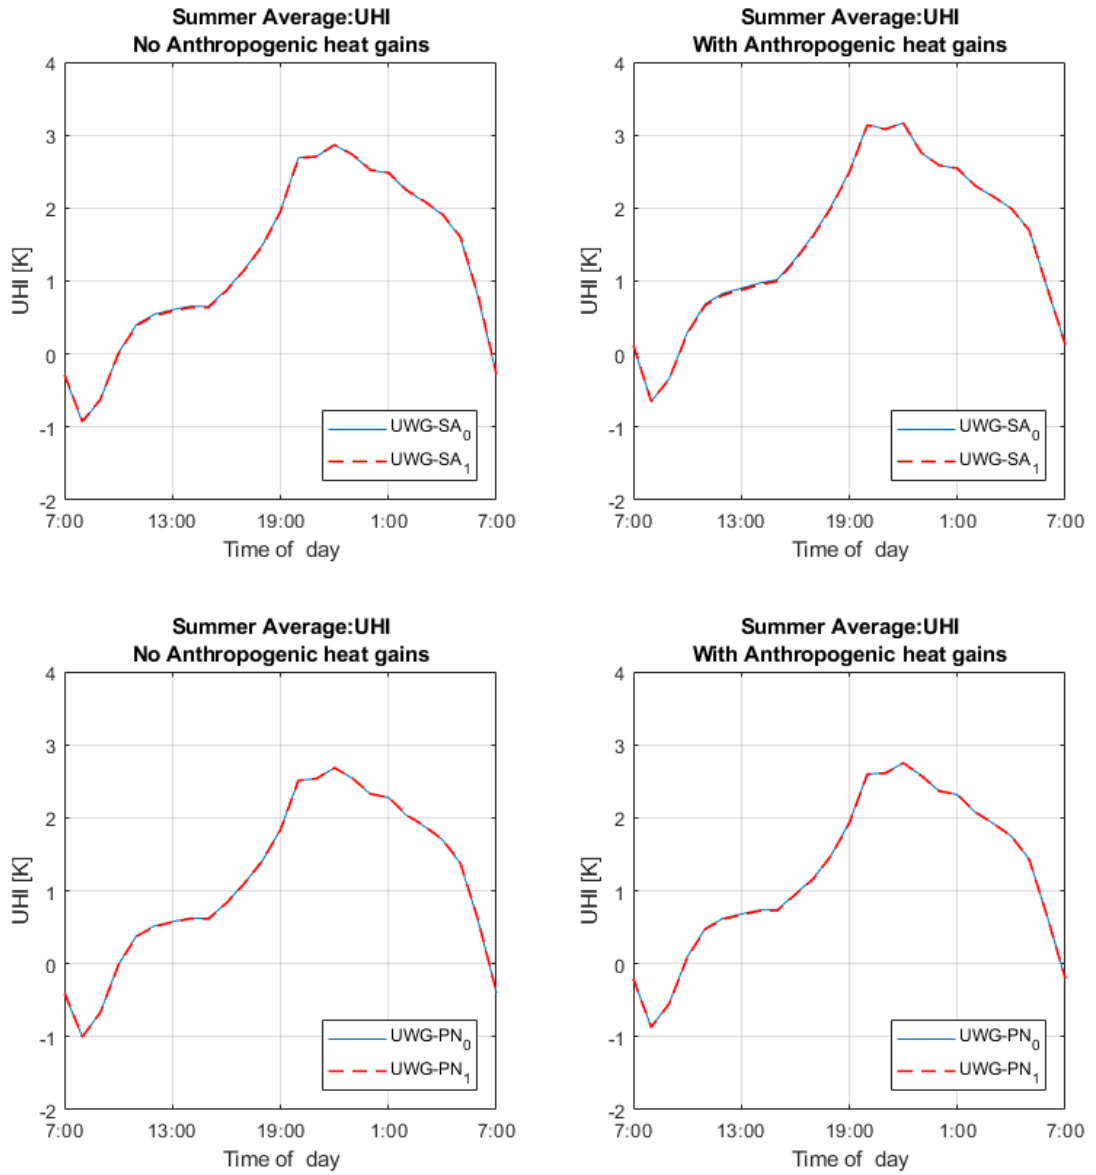 Summer Average:UHI
No Anthropogenic heat gains
4
3
2
1
0
-1
-2
UHI [K]
UWG-SA0
UWG-SA1
7:00 13:00 19:00 1:00 7:00
Time of day
Summer Average:UHI
With Anthropogenic heat gains
4
3
2
1
0
-1
-2
UHI [K]
UWG-SA0
UWG-SA1
7:00 13:00 19:00 1:00 7:00
Time of day
Summer Average:UHI
No Anthropogenic heat gains
4
3
2
1
0
-1
-2
UHI [K]
UWG-PN0
UWG-PN1
7:00 13:00 19:00 1:00 7:00
Time of day
Summer Average:UHI
With Anthropogenic heat gains
4
3
2
1
0
-1
-2
UHI [K]
UWG-PN0
UWG-PN1
7:00 13:00 19:00 1:00 7:00
Time of day